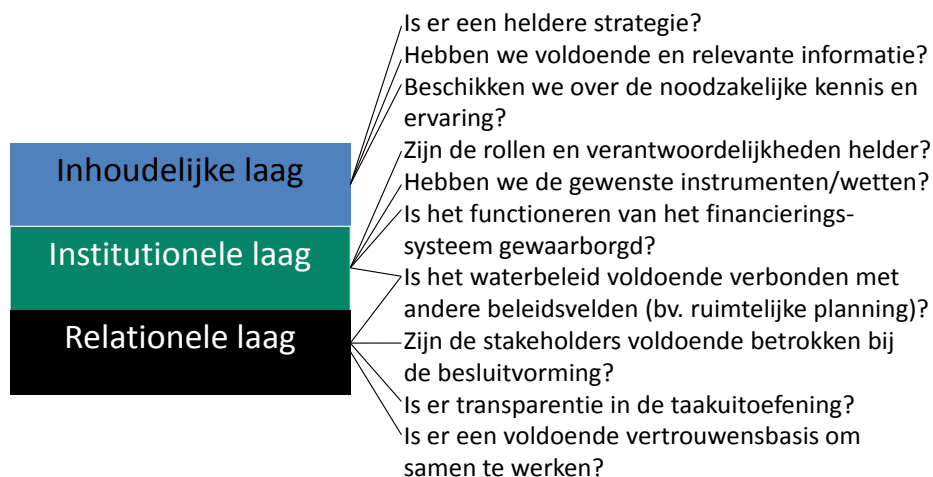 Is er een heldere strategie?
Hebben we voldoende en relevante informatie?
Beschikken we over de noodzakelijke kennis en
ervaring?
Inhoudelijke laag
Zijn de rollen en verantwoordelijkheden helder?
Hebben we de gewenste instrumenten/wetten?
Is het functioneren van het financierings-
systeem gewaarborgd?
Institutionele laag
Is het waterbeleid voldoende verbonden met
andere beleidsvelden (bv. ruimtelijke planning)?
Relationele laag
Zijn de stakeholders voldoende betrokken bij
de besluitvorming?
Is er transparentie in de taakuitoefening?
Is er een voldoende vertrouwensbasis om
samen te werken?